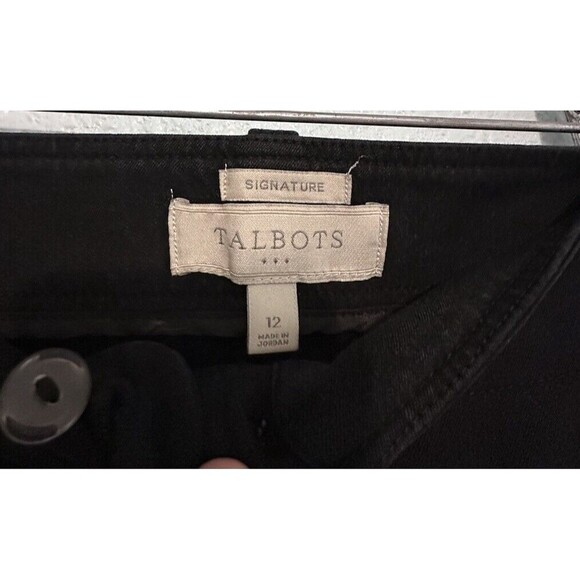 SIGNATURE
TALBOTS
12
MADE IN
JORDAN